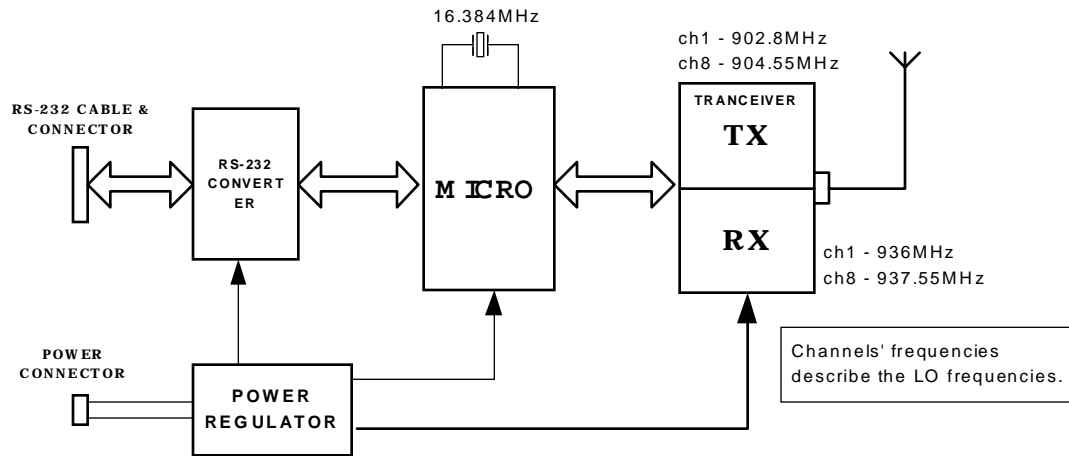 16.384MHz
ch1 - 902.8MHz
ch8 - 904.55MHz
RS-232 CABLE &
CONNECTOR
RS-232
CONVERT
ER
MICRO
TRANCEIVER
TX
RX
ch1 - 936MHz
ch8 - 937.55MHz
POWER
CONNECTOR
POWER
REGULATOR
Channels' frequencies
describe the LO frequencies.